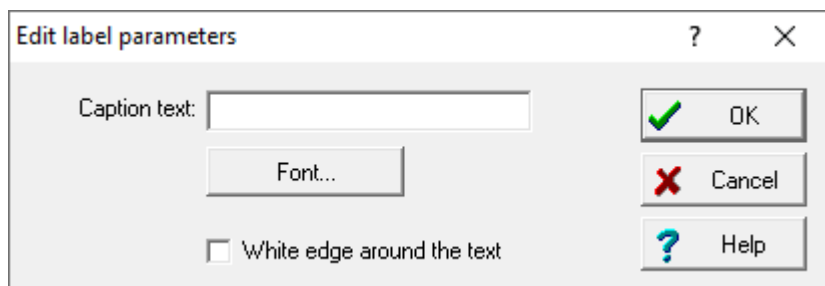 Edit label parameters ?
Caption text:
OK
Font...
Cancel
White edge around the text
Help